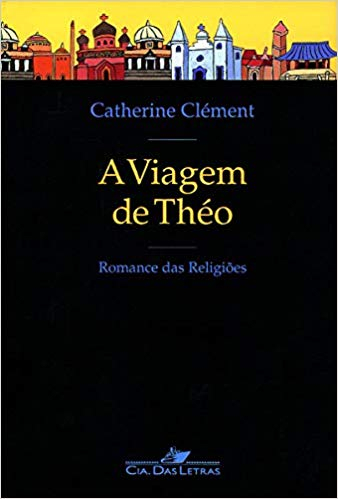 Catherine Clément
A Viagem
de Théo
Romance das Religiões
CIA. DAS LETRAS